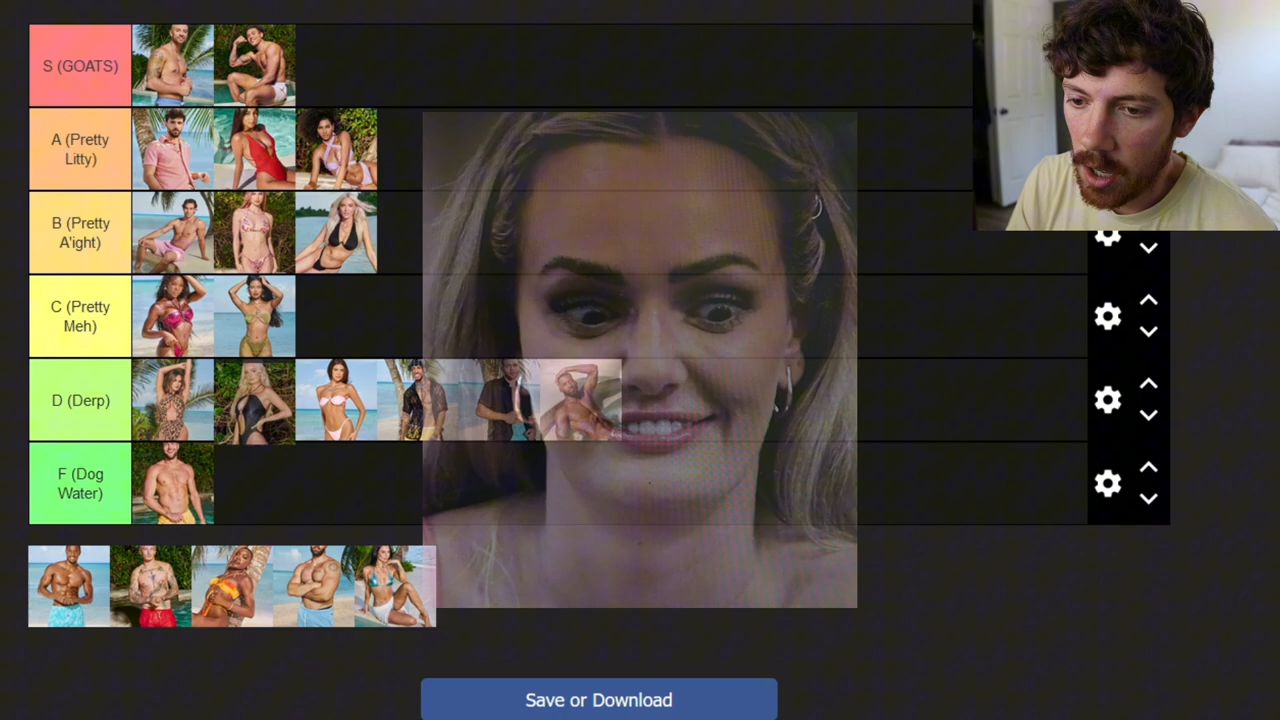 S (GOATS)
A (Pretty
Litty)
B (Pretty
A'ight)
C (Pretty
Meh)
D (Derp)
F (Dog
Water)
Save or Download